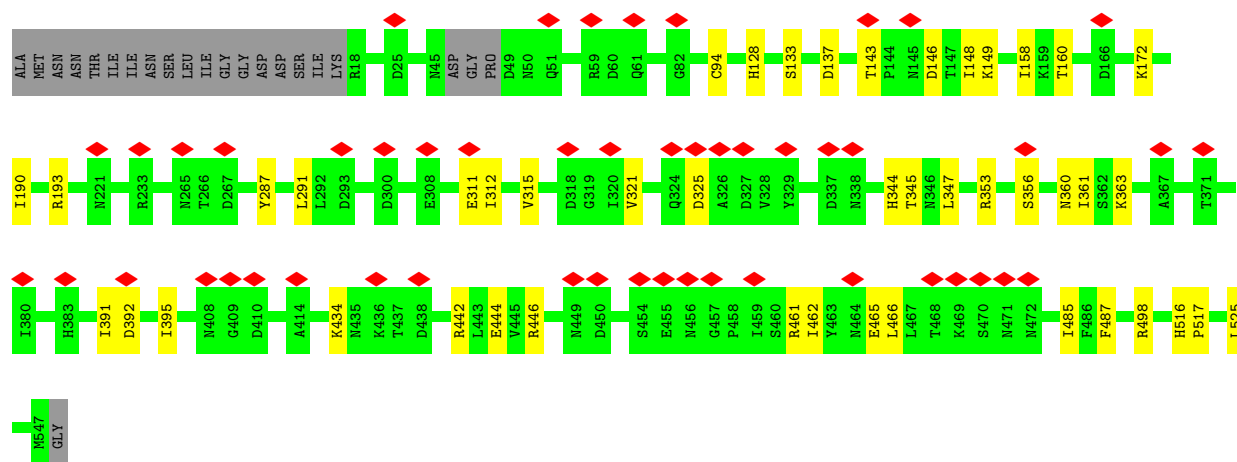 ALA MET ASN ASN THR ILE ILE ASN SER LEU ILE GLY GLY ASP ASP SER ILE LYS R18 D25 N45 ASP GLY PRO D49 N50 Q51 R59 D60 Q61 G82 C94 H128 S133 D137 T143 P144 N145 D146 T147 I148 K149 I158 K159 T160 D166 K172
I190 R193 N221 R233 N265 T266 D267 Y287 L291 L292 D293 D300 E308 E311 I312 V315 D318 G319 I320 V321 Q324 D325 A326 D327 V328 Y329 D337 N338 H344 T345 N346 L347 R353 S356 N360 I361 S362 K363 A367 T371
I380 H383 I391 D392 I395 N408 G409 D410 A414 K434 N435 K436 T437 D438 R442 L443 E444 V445 R446 N449 D450 S454 E455 N456 G457 P458 I459 S460 R461 I462 Y463 N464 E465 L466 L467 T468 K469 S470 N471 N472 I485 F486 F487 R498 H516 P517
M547 GLY